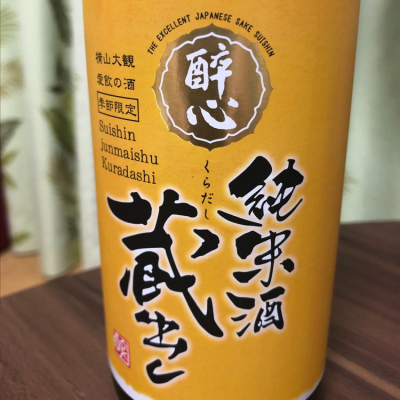 THE EXCELLENT JAPANESE SAKE SUISHIN
醉心
横山大観
愛飲の酒
季節限定
Suishin
Junmaishu
Kuradashi
くらだし
純米酒
蔵出し